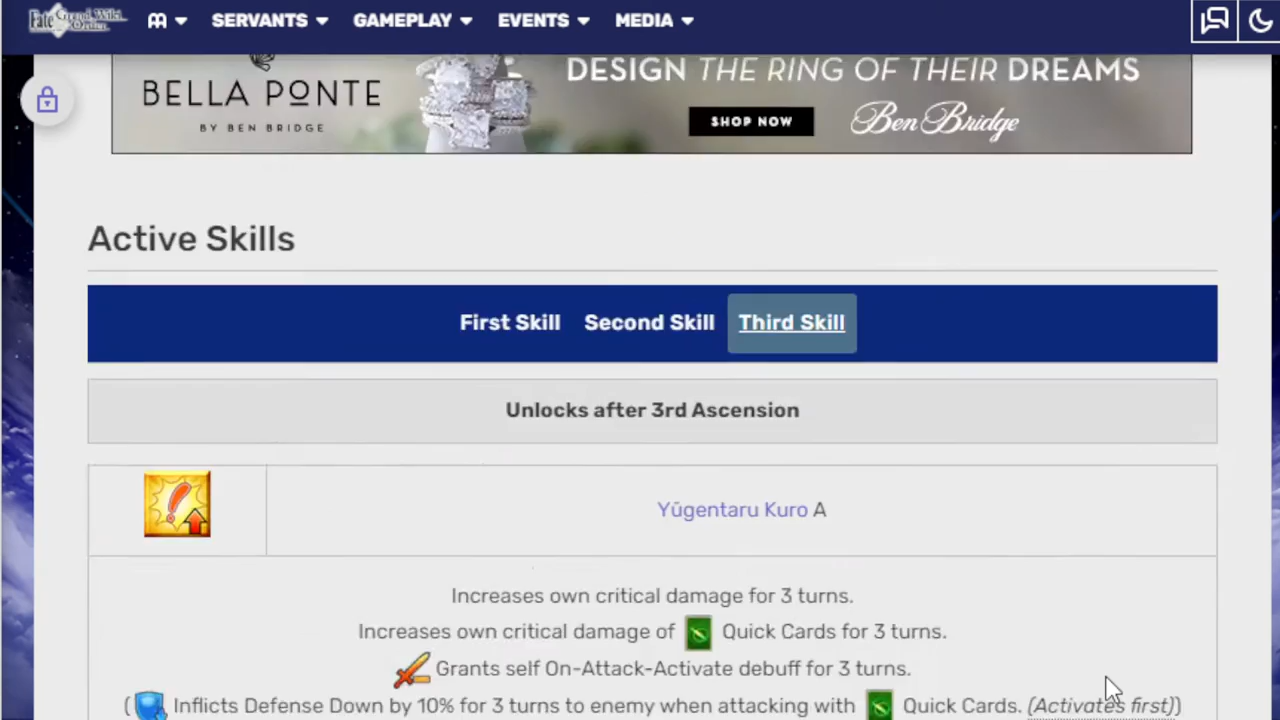 Fate Grand Order Wiki
SERVANTS GAMEPLAY EVENTS MEDIA
BELLA PONTE
BY BEN BRIDGE
DESIGN THE RING OF THEIR DREAMS
SHOP NOW
Ben Bridge
Active Skills
First Skill Second Skill Third Skill
Unlocks after 3rd Ascension
Yūgentaru Kuro A
Increases own critical damage for 3 turns.
Increases own critical damage of Quick Cards for 3 turns.
Grants self On-Attack-Activate debuff for 3 turns.
( Inflicts Defense Down by 10% for 3 turns to enemy when attacking with Quick Cards. (Activates first))